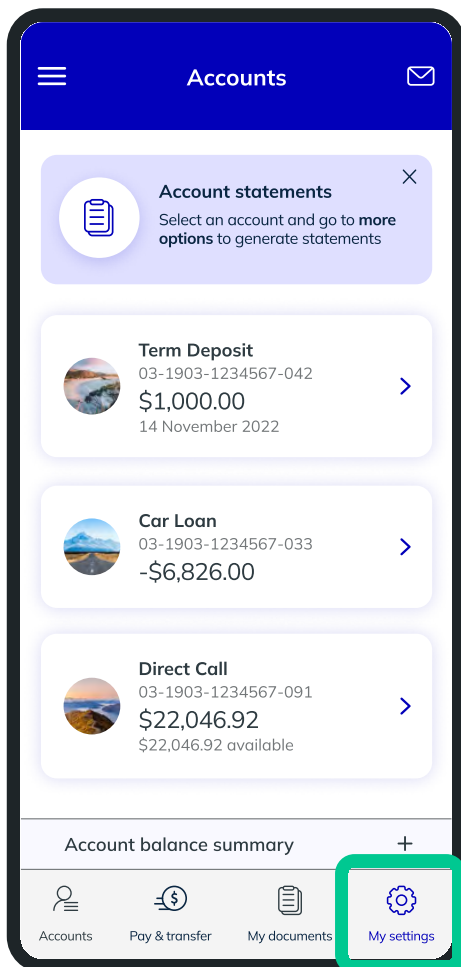 Accounts
Account statements
Select an account and go to more
options to generate statements
Term Deposit
03-1903-1234567-042
$1,000.00
14 November 2022
Car Loan
03-1903-1234567-033
-$6,826.00
Direct Call
03-1903-1234567-091
$22,046.92
$22,046.92 available
Account balance summary
Accounts
Pay & transfer
My documents
My settings